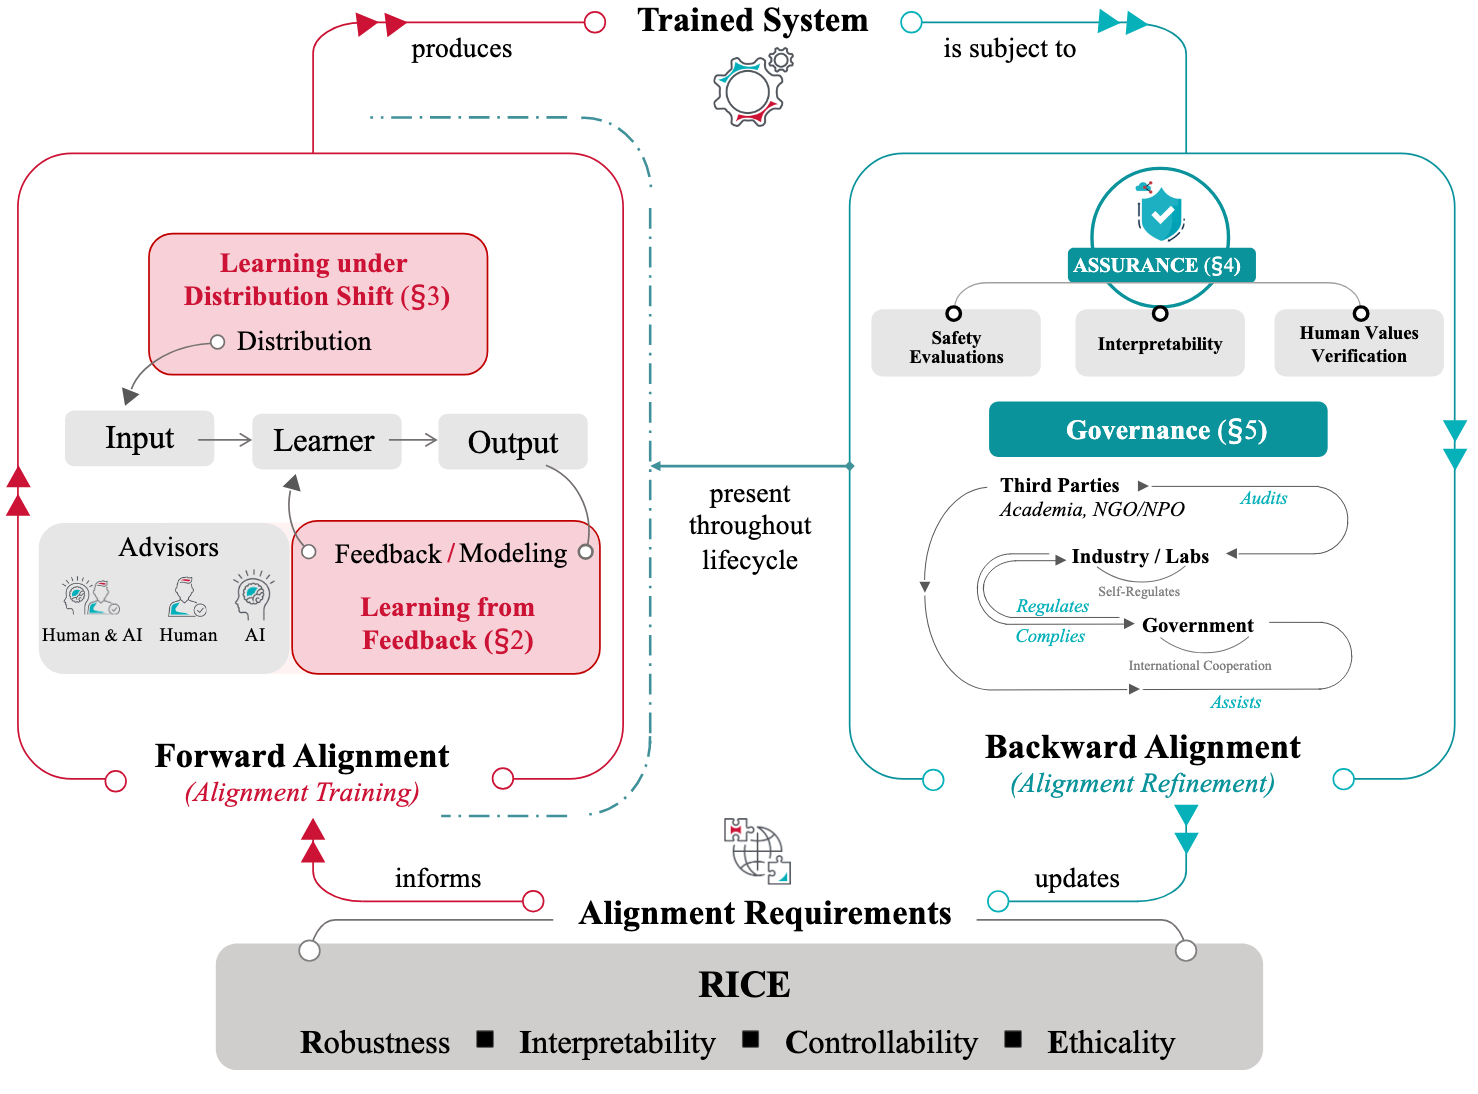 Trained System
produces
is subject to
Learning under
Distribution Shift (§3)
Distribution
Input
Learner
Output
Advisors
Human & AI
Human
AI
Feedback / Modeling
Learning from
Feedback (§2)
Forward Alignment
(Alignment Training)
present
throughout
lifecycle
ASSURANCE (§4)
Safety
Evaluations
Interpretability
Human Values
Verification
Governance (§5)
Third Parties
Academia, NGO/NPO
Audits
Industry / Labs
Self-Regulates
Regulates
Complies
Government
International Cooperation
Assists
Backward Alignment
(Alignment Refinement)
informs
updates
Alignment Requirements
RICE
Robustness ■ Interpretability ■ Controllability ■ Ethicality